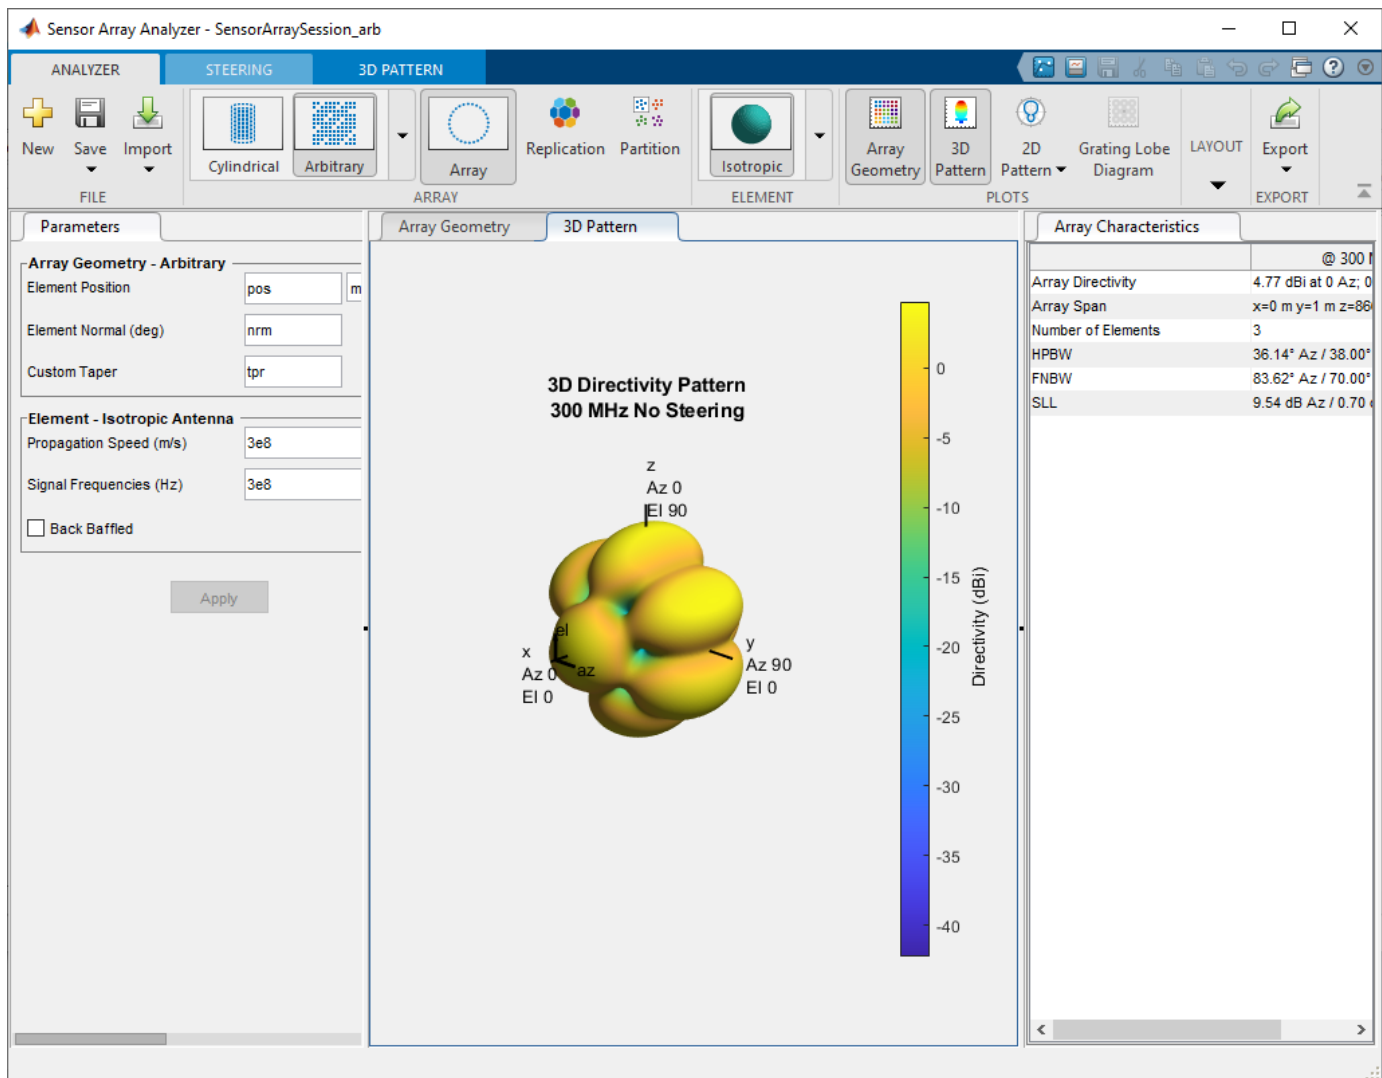 Sensor Array Analyzer - SensorArraySession_arb
ANALYZER STEERING 3D PATTERN
New Save Import
Cylindrical Arbitrary Array Replication Partition
Isotropic
Array Geometry 3D Pattern 2D Pattern Grating Lobe Diagram
LAYOUT
Export
FILE ARRAY ELEMENT PLOTS EXPORT
Parameters
Array Geometry - Arbitrary
Element Position pos m
Element Normal (deg) nrm
Custom Taper tpr
Element - Isotropic Antenna
Propagation Speed (m/s) 3e8
Signal Frequencies (Hz) 3e8
Back Baffled
Apply
Array Geometry 3D Pattern
3D Directivity Pattern
300 MHz No Steering
z
Az 0
El 90
el
az
x
Az 0
El 0
y
Az 90
El 0
0
-5
-10
-15
-20
-25
-30
-35
-40
Directivity (dBi)
Array Characteristics
@ 300
Array Directivity 4.77 dBi at 0 Az; 0
Array Span x=0 m y=1 m z=86
Number of Elements 3
HPBW 36.14° Az / 38.00°
FNBW 83.62° Az / 70.00°
SLL 9.54 dB Az / 0.70